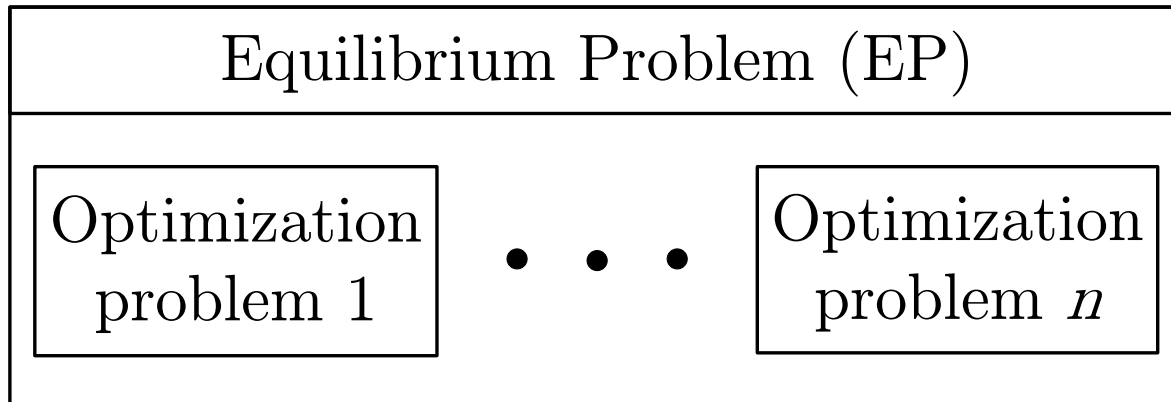 Equilibrium Problem (EP)
Optimization
problem 1
• • •
Optimization
problem n